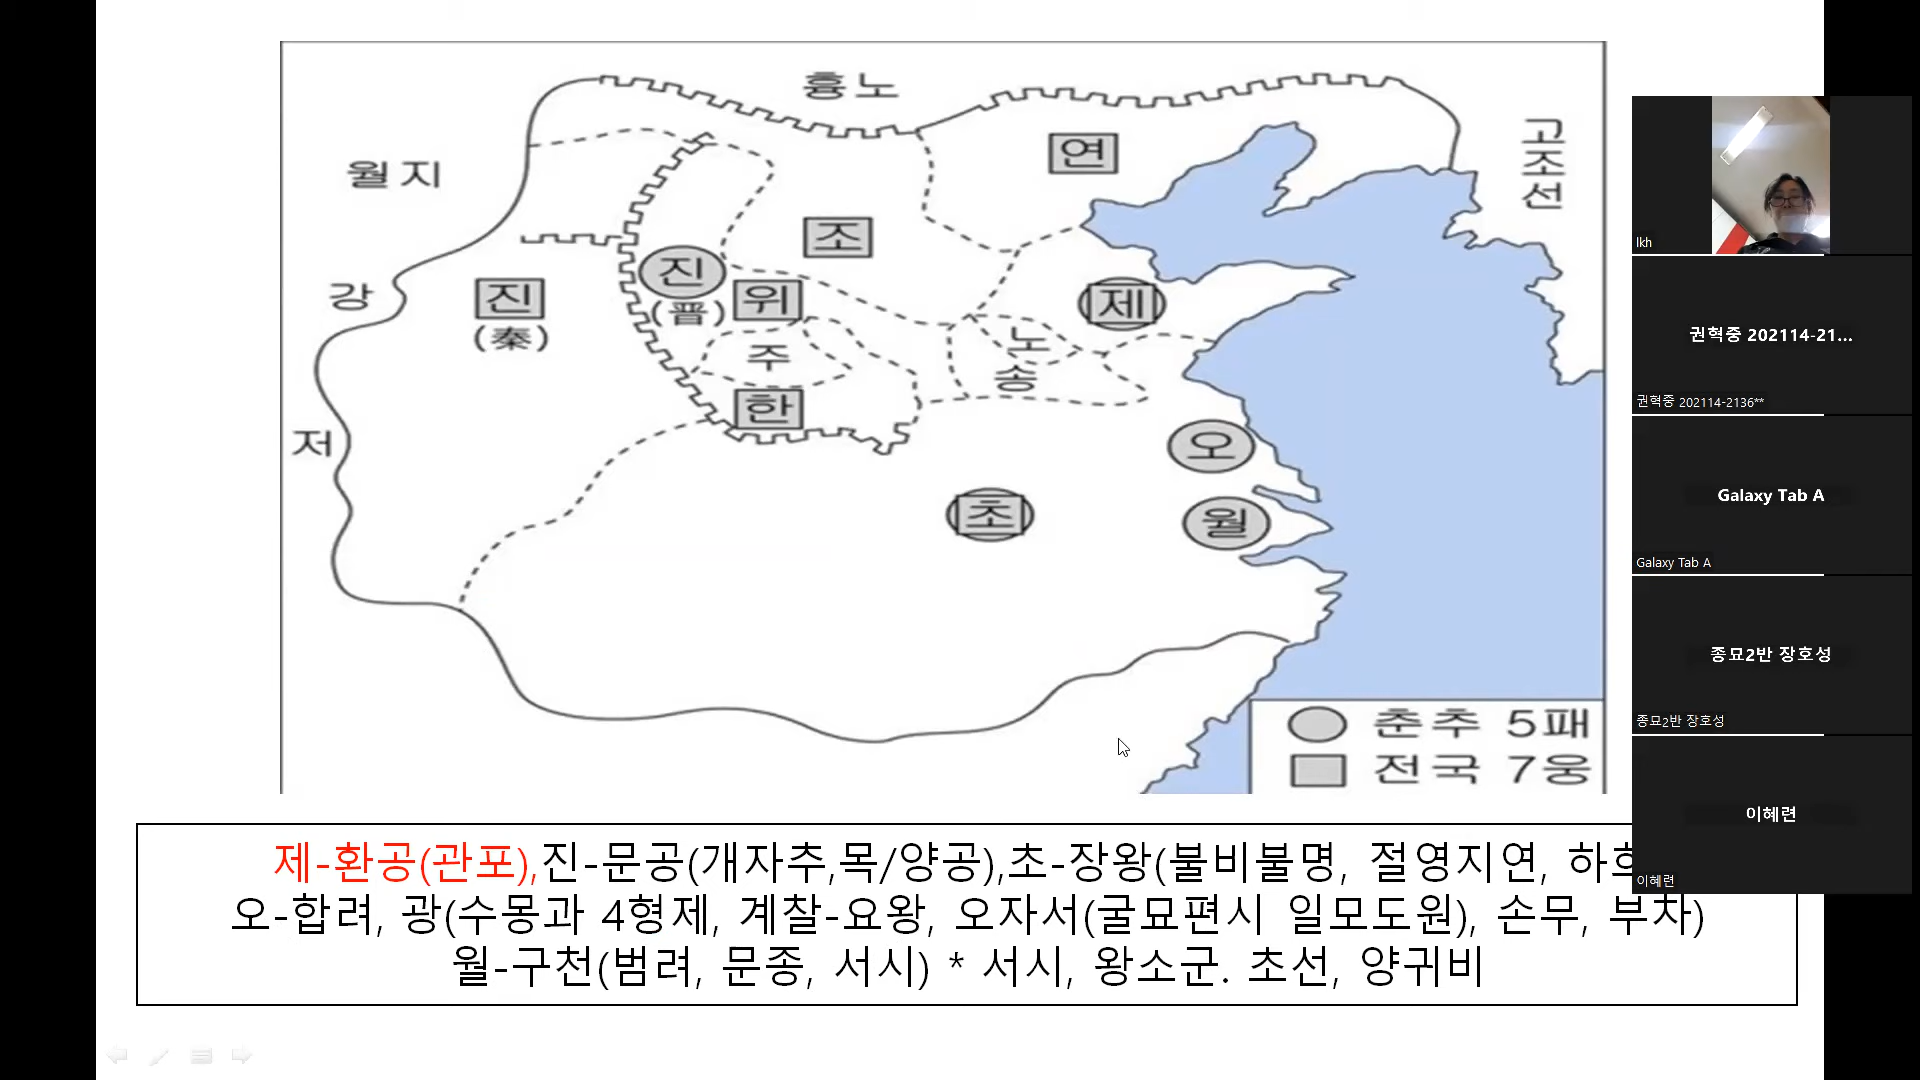 흉노
월지
연
고조선
조
진
(晋)
위
제
강
진
(秦)
주
노
송
한
저
오
초
월
춘추 5패
전국 7웅
제-환공(관포),진-문공(개자추,목/양공),초-장왕(불비불명, 절영지연,
오-합려, 광(수몽과 4형제, 계찰-요왕, 오자서(굴묘편시 일모도원), 손무, 부차)
월-구천(범려, 문종, 서시) * 서시, 왕소군. 초선, 양귀비
lkh
권혁중 202114-21...
권혁중 202114-2136**
Galaxy Tab A
Galaxy Tab A
종묘2반 장호성
종묘2반 장호성
이혜련
이혜련